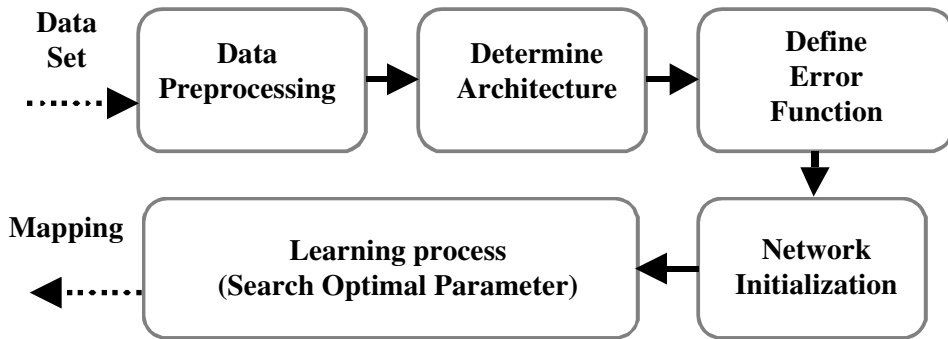 Data
Set
Data
Preprocessing
Determine
Architecture
Define
Error
Function
Mapping
Learning process
(Search Optimal Parameter)
Network
Initialization